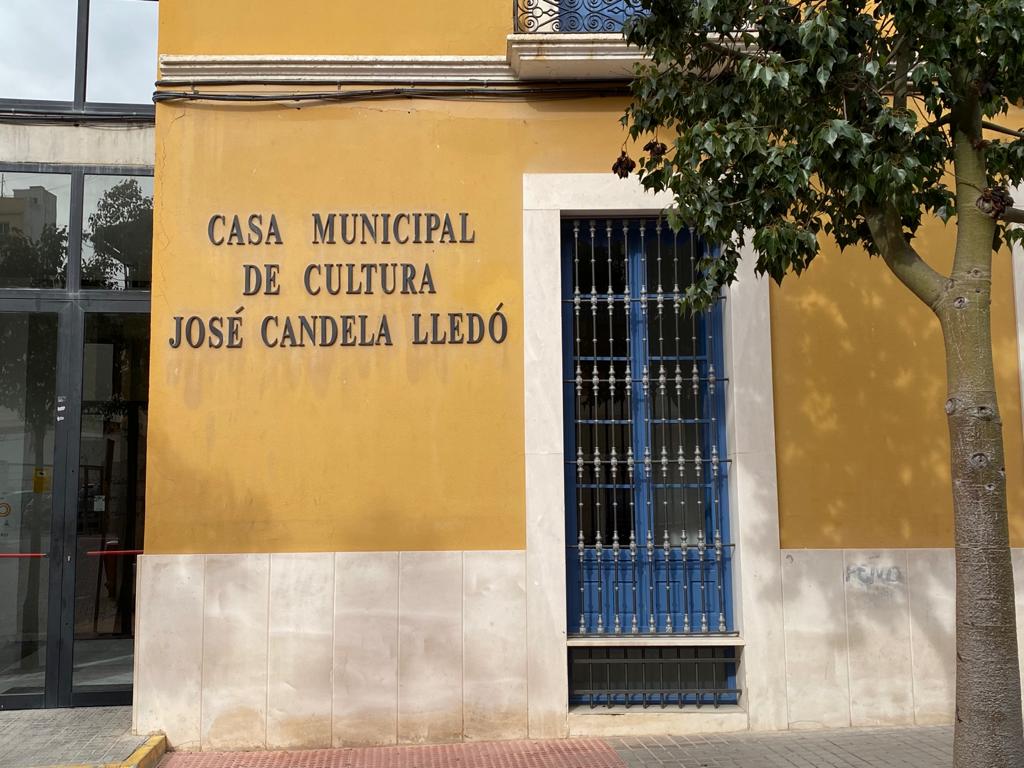 CASA MUNICIPAL
DE CULTURA
JOSÉ CANDELA LLEDÓ